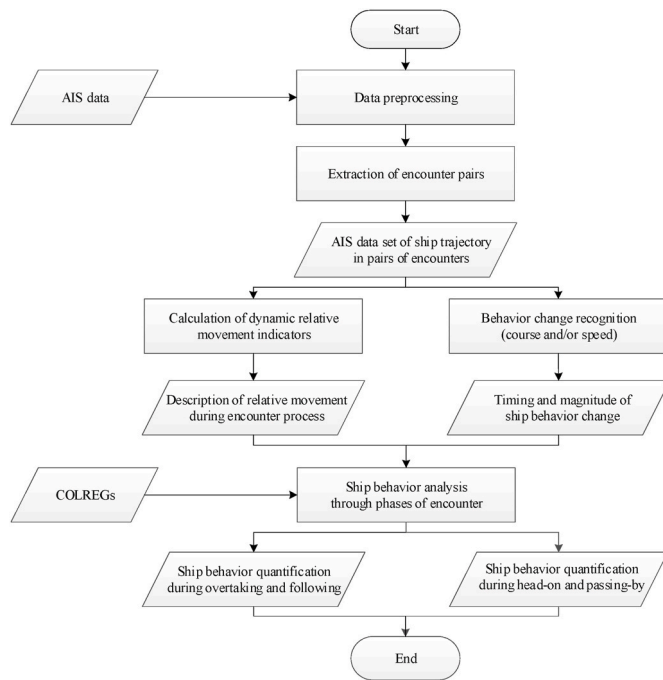 Start
AIS data
Data preprocessing
Extraction of encounter pairs
AIS data set of ship trajectory
in pairs of encounters
Calculation of dynamic relative
movement indicators
Behavior change recognition
(course and/or speed)
Description of relative movement
during encounter process
Timing and magnitude of
ship behavior change
COLREGs
Ship behavior analysis
through phases of encounter
Ship behavior quantification
during overtaking and following
Ship behavior quantification
during head-on and passing-by
End